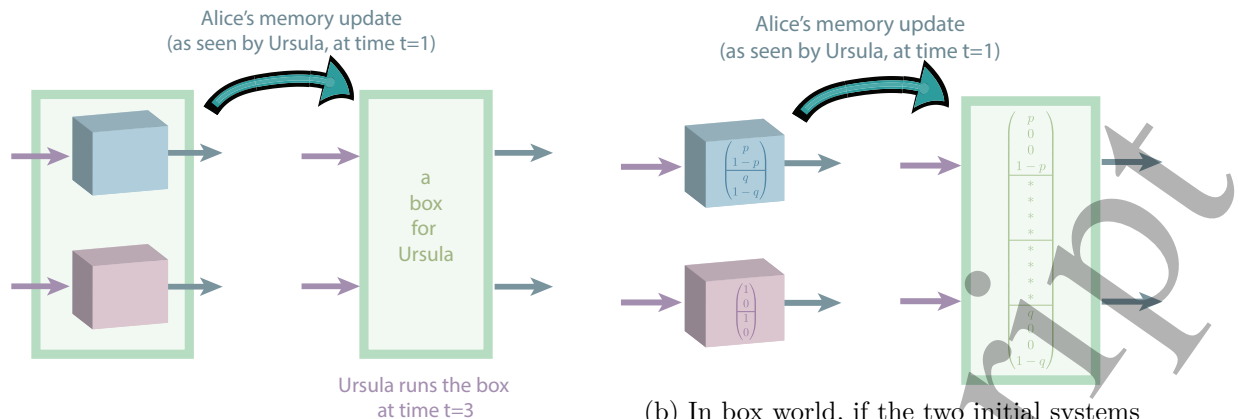 Alice's memory update
(as seen by Ursula, at time t=1)
a
box
for
Ursula
Ursula runs the box
at time t=3
Alice's memory update
(as seen by Ursula, at time t=1)
p
1 − p
q
1 − q
1
0
1
0
p
0
0
1 − p
*
*
*
*
*
*
*
*
q
0
0
1 − q
(b) In box world, if the two initial systems
ript